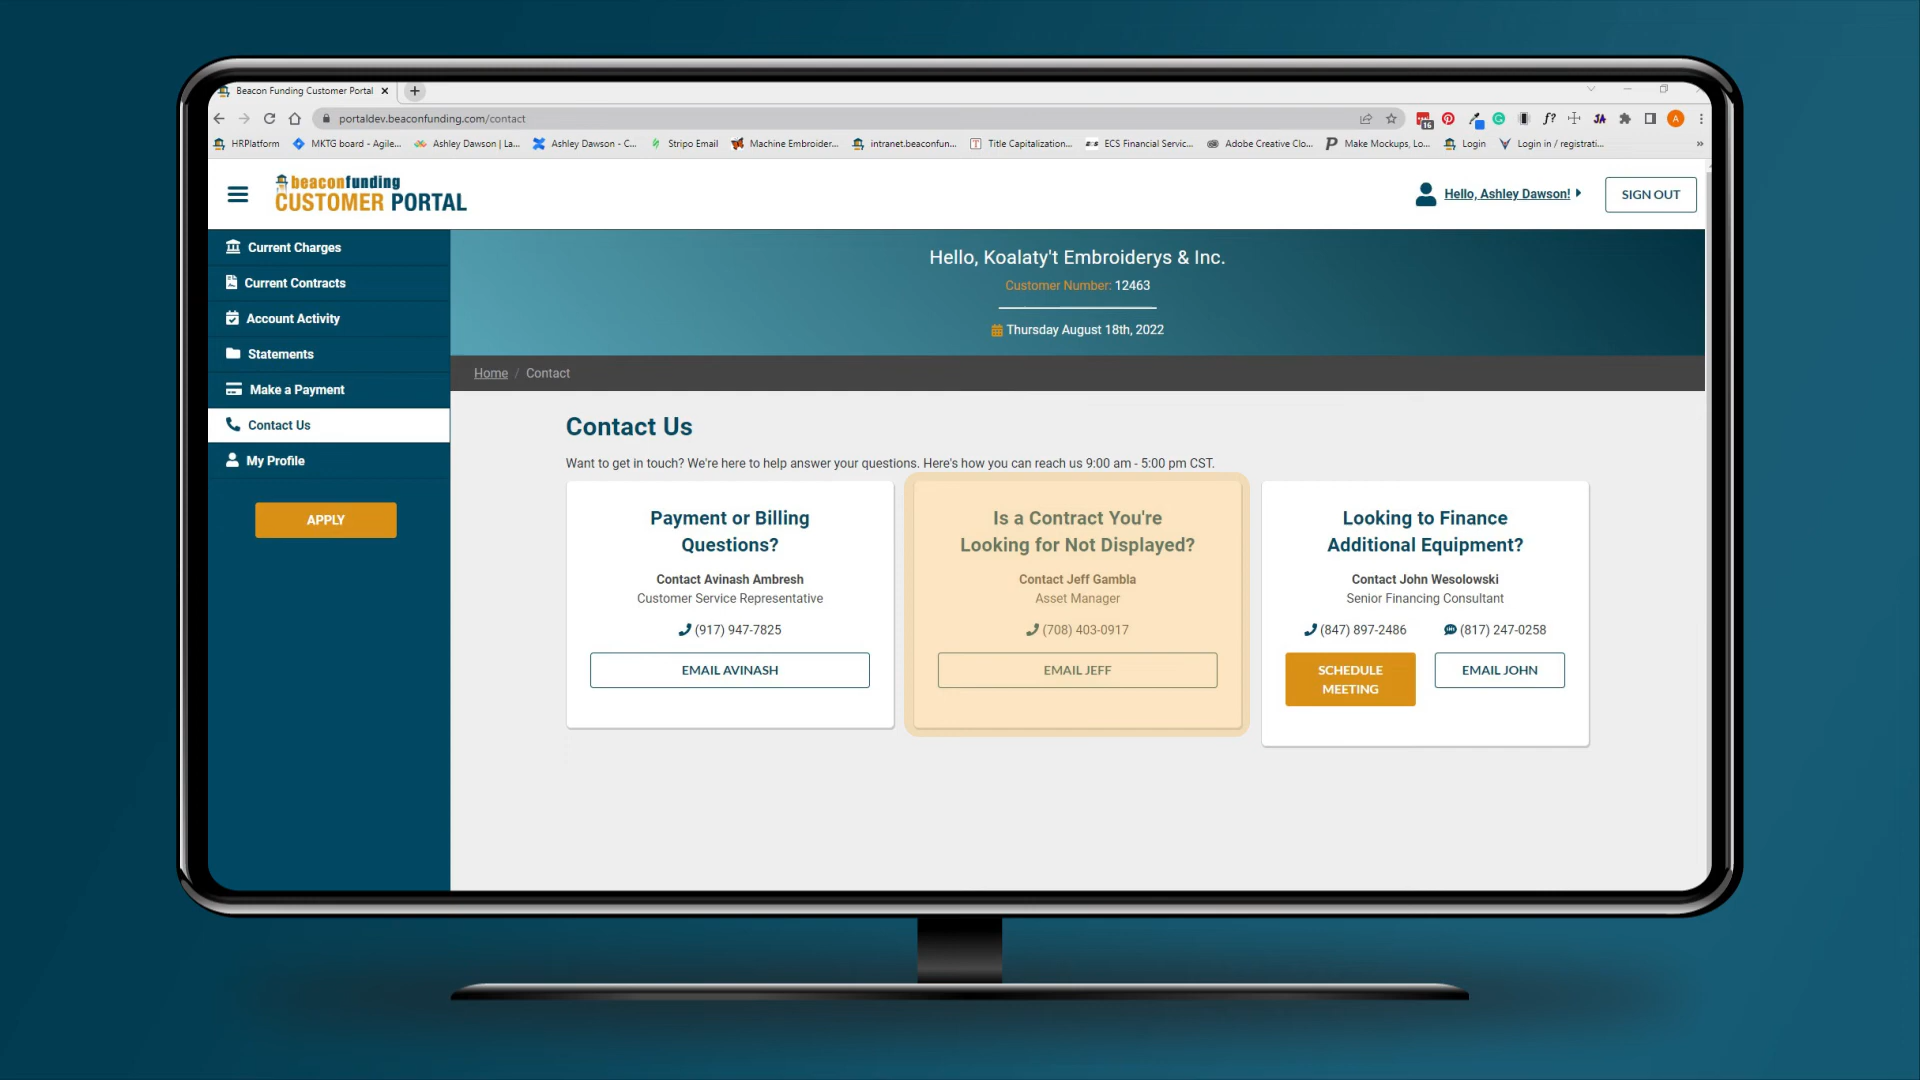 Beacon Funding Customer Portal
portaldev.beaconfunding.com/contact
16
f?
JA
A
HRPlatform
MKTG board - Agile...
Ashley Dawson | La...
Ashley Dawson - C...
Stripo Email
Machine Embroider...
intranet.beaconfun...
Title Capitalization...
ECS Financial Servic...
Adobe Creative Clo...
Make Mockups, Lo...
Login
Login in / registrati...
beaconfunding
CUSTOMER PORTAL
Hello, Ashley Dawson!
SIGN OUT
Current Charges
Current Contracts
Account Activity
Statements
Make a Payment
Contact Us
My Profile
APPLY
Hello, Koalaty't Embroiderys & Inc.
Customer Number: 12463
Thursday August 18th, 2022
Home / Contact
Contact Us
Want to get in touch? We're here to help answer your questions. Here's how you can reach us 9:00 am - 5:00 pm CST.
Payment or Billing
Questions?
Contact Avinash Ambresh
Customer Service Representative
(917) 947-7825
EMAIL AVINASH
Is a Contract You're
Looking for Not Displayed?
Contact Jeff Gambla
Asset Manager
(708) 403-0917
EMAIL JEFF
Looking to Finance
Additional Equipment?
Contact John Wesolowski
Senior Financing Consultant
(847) 897-2486
(817) 247-0258
SCHEDULE
MEETING
EMAIL JOHN